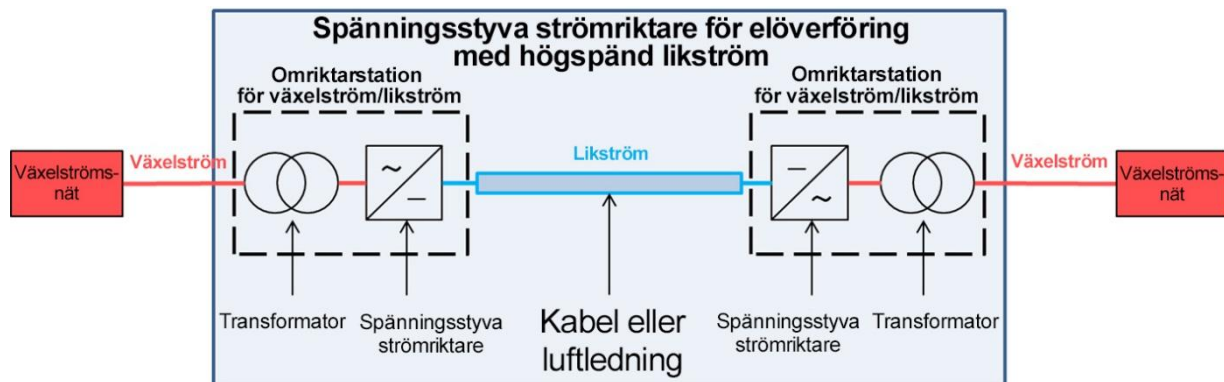 Spänningsstyva strömriktare för elöverföring
med högspänd likström
Omriktarstation
för växelström/likström
Omriktarstation
för växelström/likström
Växelströms-
nät
Växelström
Likström
Växelström
Växelströms-
nät
Transformator
Spänningsstyva
strömriktare
Kabel eller
luftledning
Spänningsstyva
strömriktare
Transformator